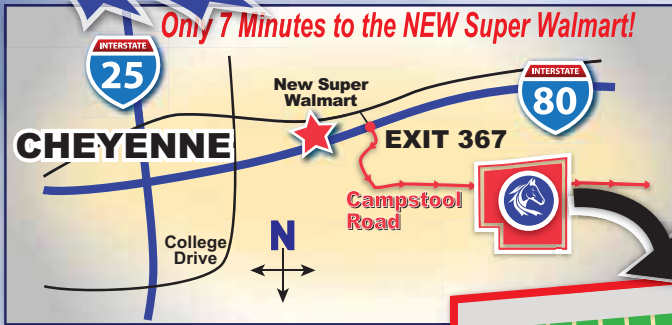 Only 7 Minutes to the NEW Super Walmart!
INTERSTATE
25
New Super
Walmart
INTERSTATE
80
CHEYENNE
EXIT 367
Campstool
Road
College
Drive
N